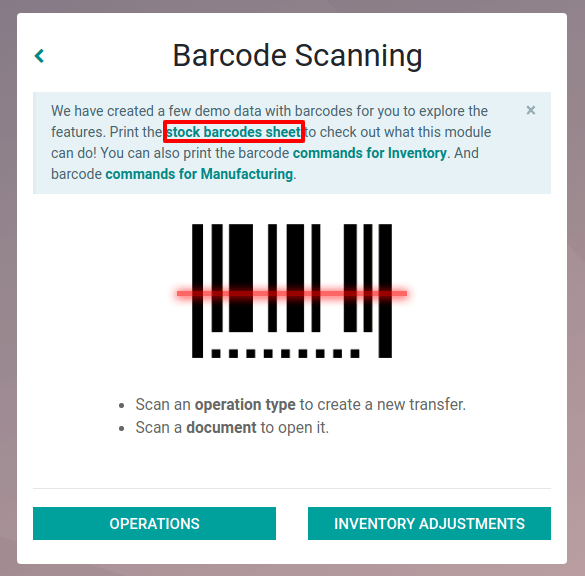 Barcode Scanning
We have created a few demo data with barcodes for you to explore the
features. Print the stock barcodes sheet to check out what this module
can do! You can also print the barcode commands for Inventory. And
barcode commands for Manufacturing.
×
• Scan an operation type to create a new transfer.
• Scan a document to open it.
OPERATIONS
INVENTORY ADJUSTMENTS